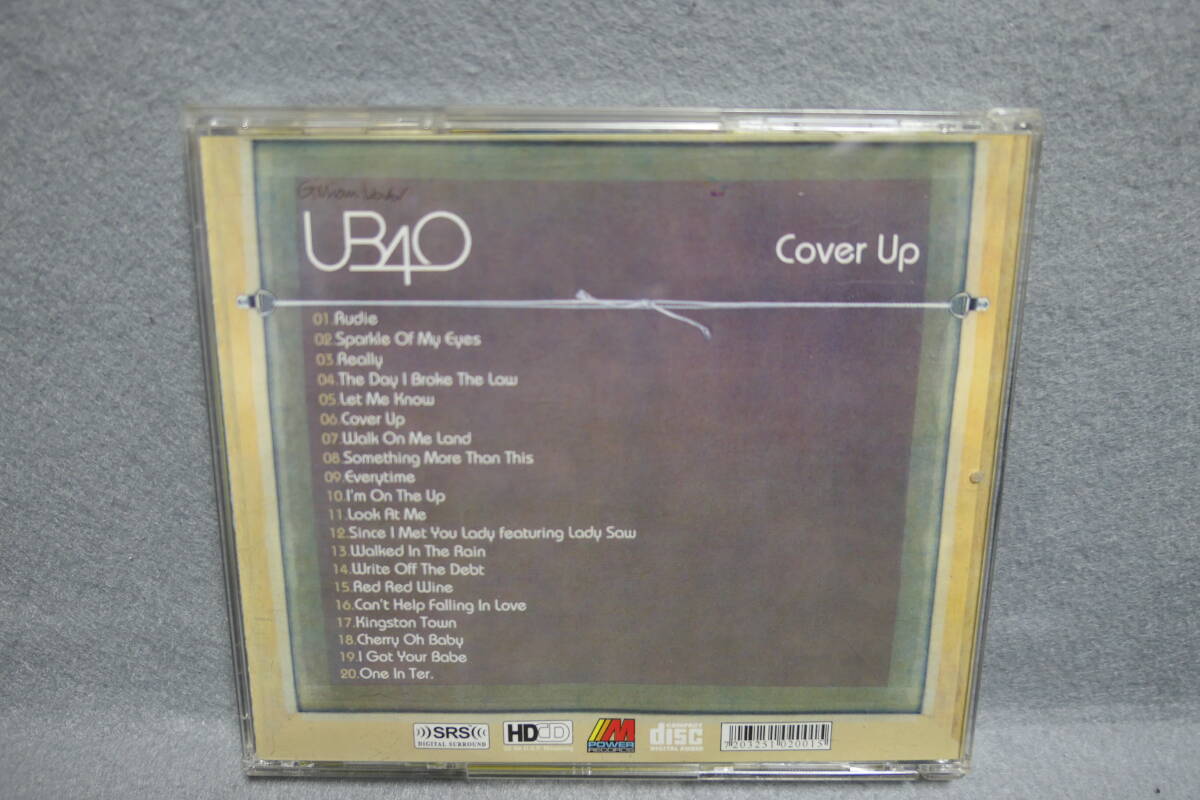 UB40
Cover Up
01.Rudie
02.Sparkle Of My Eyes
03.Really
04.The Day I Broke The Law
05.Let Me Know
06.Cover Up
07.Walk On Me Land
08.Something More Than This
09.Everytime
10.I'm On The Up
11.Look At Me
12.Since I Met You Lady featuring Lady Saw
13.Walked In The Rain
14.Write Off The Debt
15.Red Red Wine
16.Can't Help Falling In Love
17.Kingston Town
18.Cherry Oh Baby
19.I Got Your Babe
20.One In Ter.
SRS
DIGITAL SURROUND
HDCD
M
POWER
RECORDS
COMPACT
disc
DIGITAL AUDIO
7203251020015